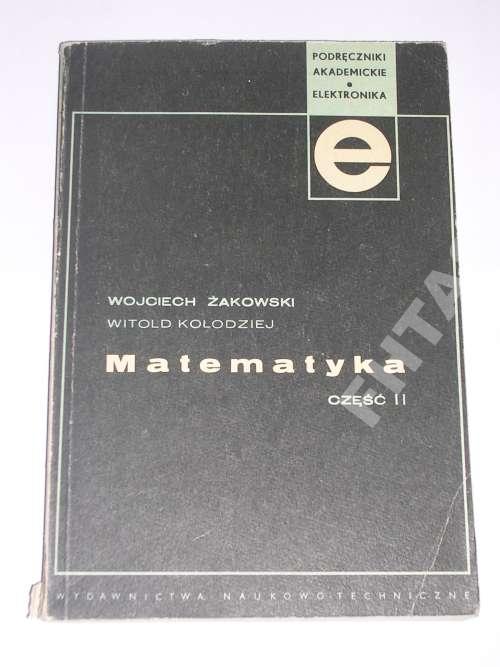 PODRĘCZNIKI
AKADEMICKIE
•
ELEKTRONIKA
e
WOJCIECH ŻAKOWSKI
WITOLD KOŁODZIEJ
Matematyka
CZĘŚĆ II
WYDAWNICTWA NAUKOWO-TECHNICZNE